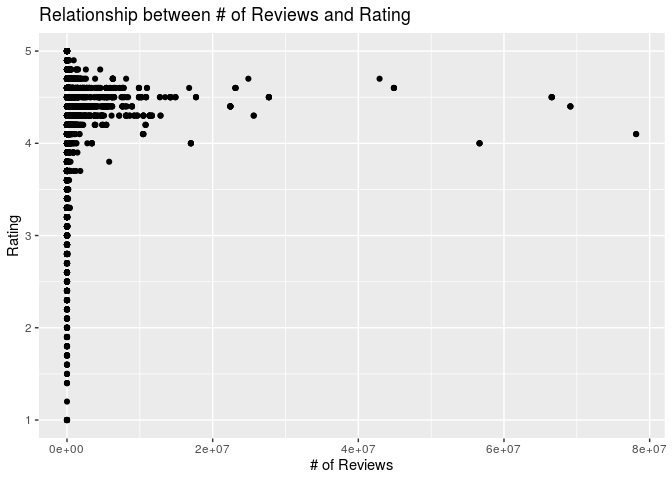 Relationship between # of Reviews and Rating
5
4
3
2
1
Rating
0e+00 2e+07 4e+07 6e+07 8e+07
# of Reviews